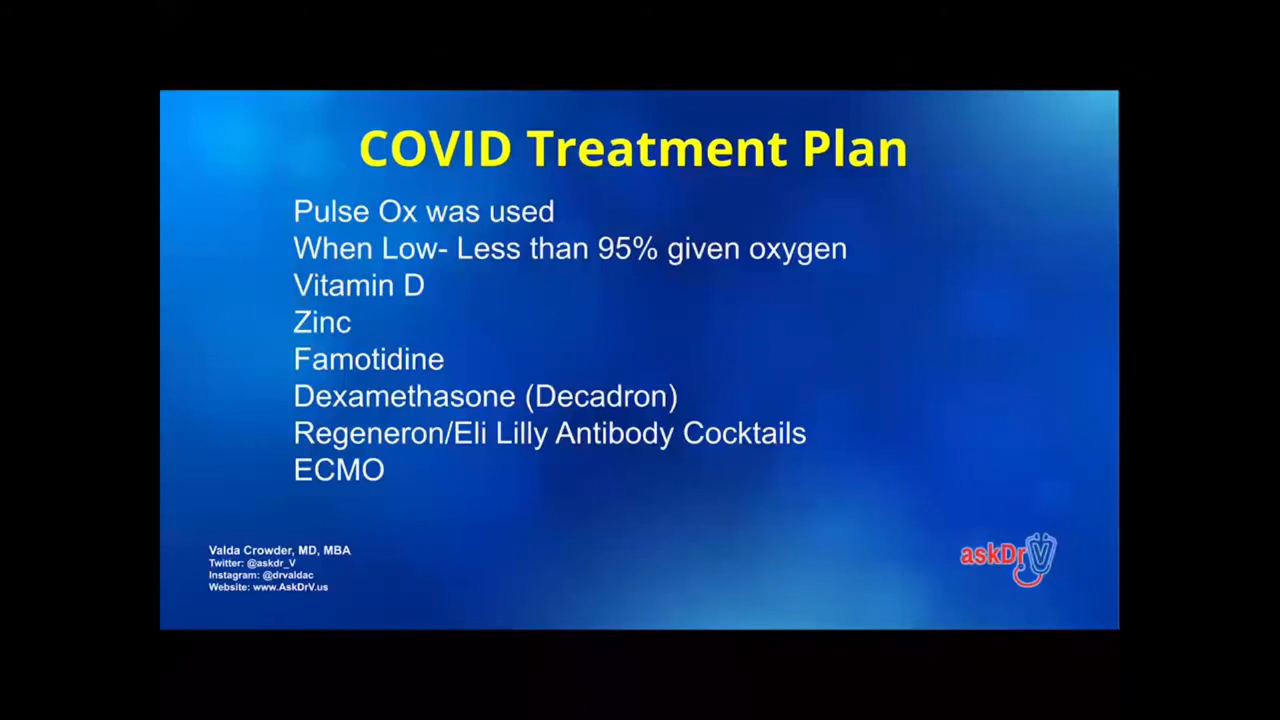 COVID Treatment Plan
Pulse Ox was used
When Low- Less than 95% given oxygen
Vitamin D
Zinc
Famotidine
Dexamethasone (Decadron)
Regeneron/Eli Lilly Antibody Cocktails
ECMO
Valda Crowder, MD, MBA
Twitter: @askdr_V
Instagram: @drvaldac
Website: www.AskDrV.us
askDrV